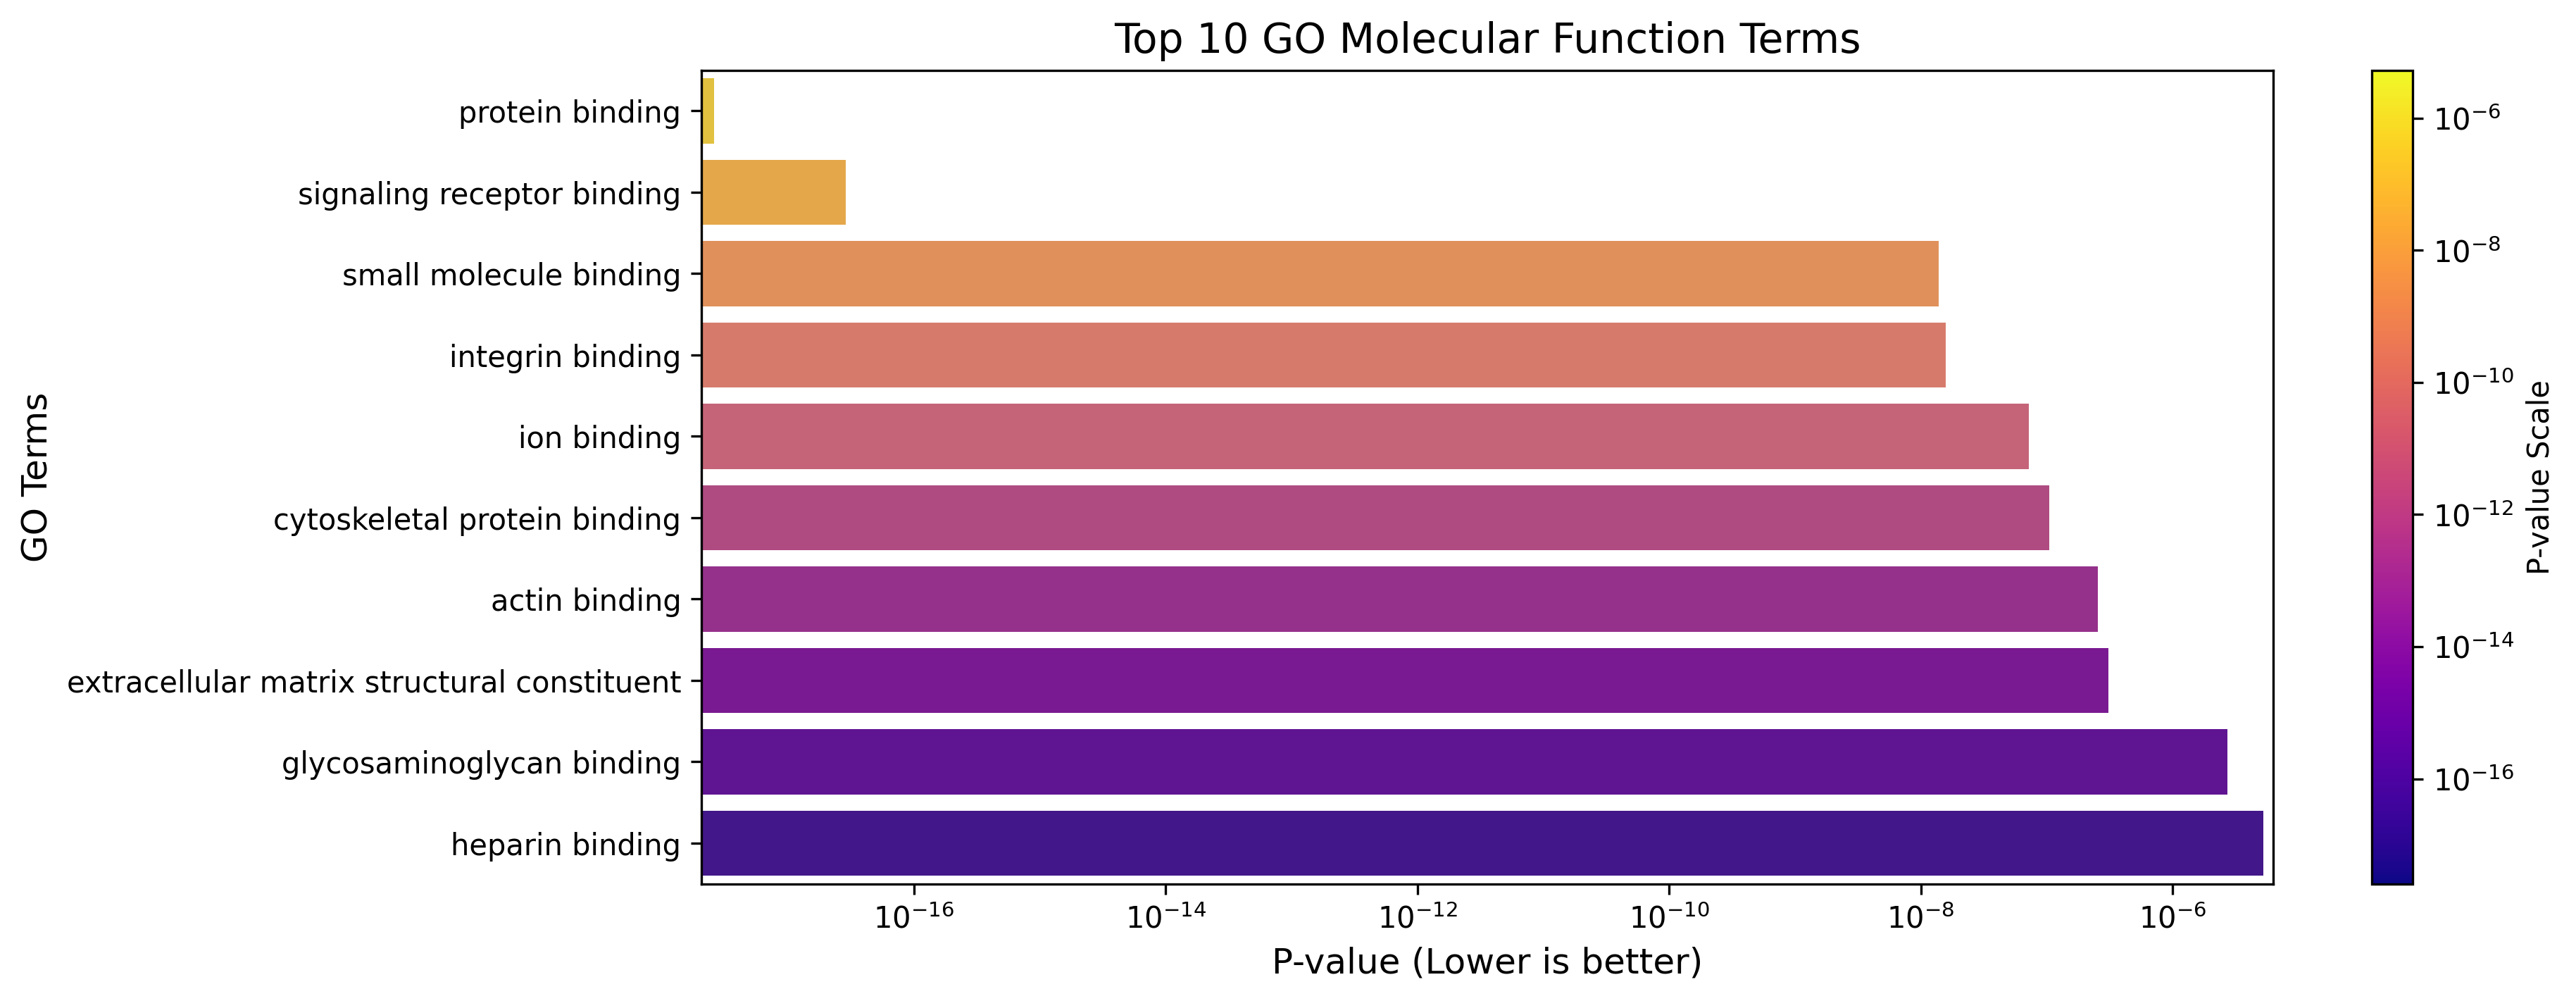 Top 10 GO Molecular Function Terms
GO Terms
protein binding
signaling receptor binding
small molecule binding
integrin binding
ion binding
cytoskeletal protein binding
actin binding
extracellular matrix structural constituent
glycosaminoglycan binding
heparin binding
10⁻¹⁶ 10⁻¹⁴ 10⁻¹² 10⁻¹⁰ 10⁻⁸ 10⁻⁶
P-value (Lower is better)
10⁻⁶
10⁻⁸
10⁻¹⁰
10⁻¹²
10⁻¹⁴
10⁻¹⁶
P-value Scale